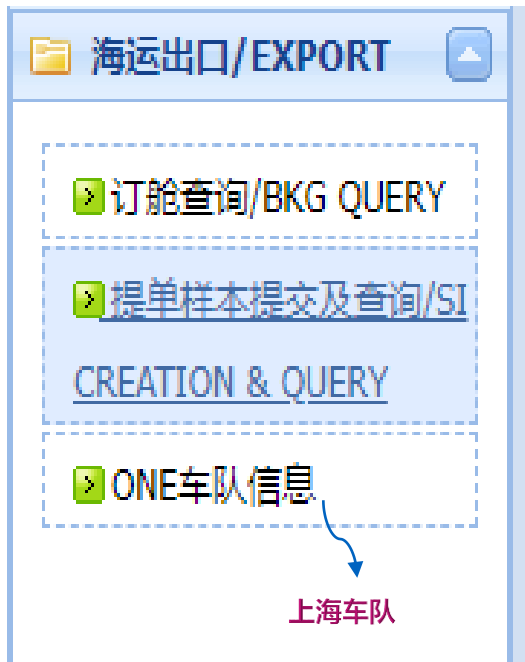 海运出口/EXPORT
订舱查询/BKG QUERY
提单样本提交及查询/SI
CREATION & QUERY
ONE车队信息
上海车队